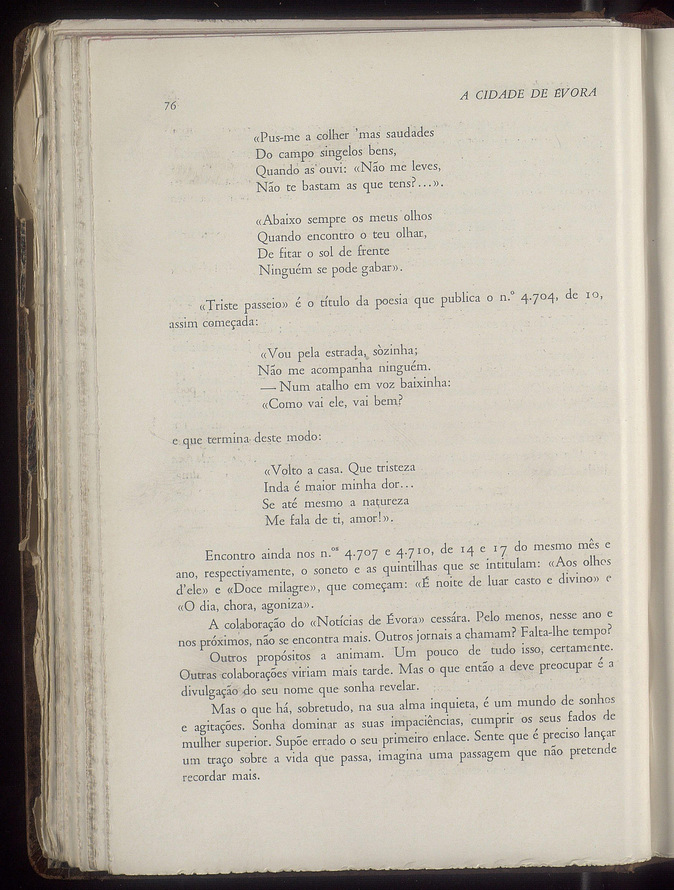 76
A CIDADE DE ÉVORA
«Pus-me a colher 'mas saudades
Do campo singelos bens,
Quando as ouvi: «Não me leves,
Não te bastam as que tens?...».
«Abaixo sempre os meus olhos
Quando encontro o teu olhar,
De fitar o sol de frente
Ninguém se pode gabar».
«Triste passeio» é o título da poesia que publica o n.º 4.704, de 10,
assim começada:
«Vou pela estrada, sòzinha;
Não me acompanha ninguém.
— Num atalho em voz baixinha:
«Como vai ele, vai bem?
e que termina deste modo:
«Volto a casa. Que tristeza
Inda é maior minha dor...
Se até mesmo a natureza
Me fala de ti, amor!».
Encontro ainda nos n.ºs 4.707 e 4.710, de 14 e 17 do mesmo mês e
ano, respectivamente, o soneto e as quintilhas que se intitulam: «Aos olhos
d'ele» e «Doce milagre», que começam: «É noite de luar casto e divino» e
«O dia, chora, agoniza».
A colaboração do «Notícias de Évora» cessára. Pelo menos, nesse ano e
nos próximos, não se encontra mais. Outros jornais a chamam? Falta-lhe tempo?
Outros propósitos a animam. Um pouco de tudo isso, certamente.
Outras colaborações viriam mais tarde. Mas o que então a deve preocupar é a
divulgação do seu nome que sonha revelar.
Mas o que há, sobretudo, na sua alma inquieta, é um mundo de sonhos
e agitações. Sonha dominar as suas impaciências, cumprir os seus fados de
mulher superior. Supõe errado o seu primeiro enlace. Sente que é preciso lançar
um traço sobre a vida que passa, imagina uma passagem que não pretende
recordar mais.